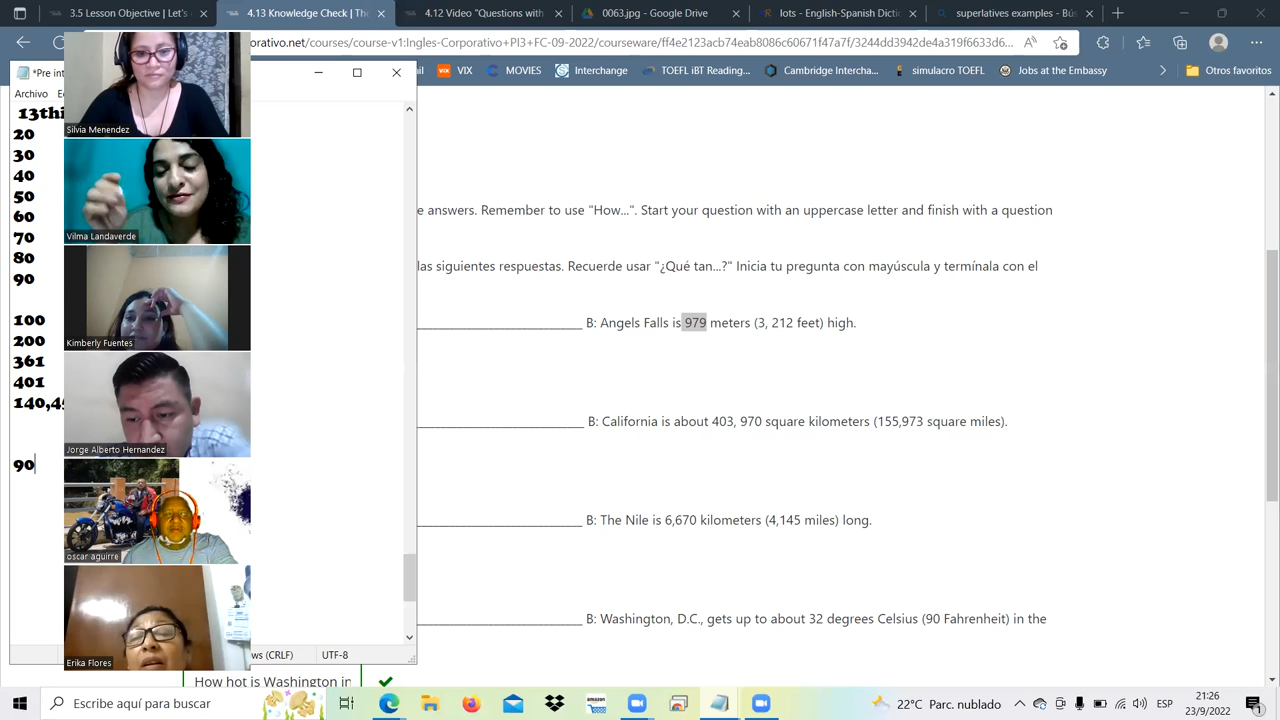 3.5 International
4.13 Knowledge Check | The
4.12 Video "Questions with
0063.jpg - Google Drive
lots - English-Spanish Dictio
superlatives examples - Bús
orativo.net/courses/course-v1:Ingles-Corporativo+PI3+FC-09-2022/courseware/ff4e2123acb74eab8086c60671f47a7f/3244dd3942de4a319f6633d6...
*Pre int
VIX
MOVIES
Interchange
TOEFL iBT Readi...
Cambridge Intercha...
simulacro TOEFL
Jobs at the Embassy
Otros favoritos
Archivo
13thi
20
30
40
50
60
70
80
90
100
200
361
401
140,45
90
Silvia Menendez
Vilma Landaverde
Kimberly Fuentes
Jorge Alberto Hernandez
oscar aguirre
Erika Flores
e answers. Remember to use "How...". Start your question with an uppercase letter and finish with a question
las siguientes respuestas. Recuerde usar "¿Qué tan...?" Inicia tu pregunta con mayúscula y termínala con el
B: Angels Falls is 979 meters (3, 212 feet) high.
B: California is about 403, 970 square kilometers (155,973 square miles).
B: The Nile is 6,670 kilometers (4,145 miles) long.
B: Washington, D.C., gets up to about 32 degrees Celsius (90 Fahrenheit) in the
ws (CRLF)
UTF-8
How hot is Washington in
Escribe aquí para buscar
22°C Parc. nublado
ESP
21:26
23/9/2022